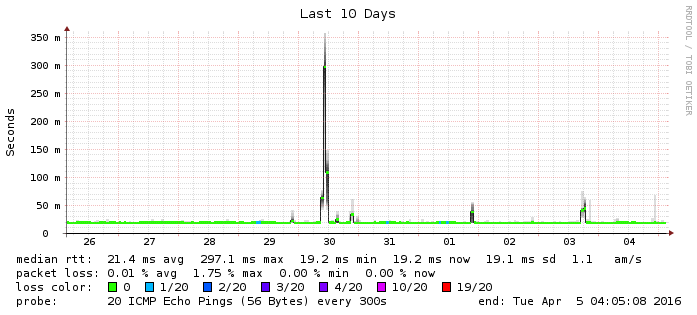 Last 10 Days
RRDTOOL / TOBI OETIKER
Seconds
350 m
300 m
250 m
200 m
150 m
100 m
50 m
0
26 27 28 29 30 31 01 02 03 04
median rtt: 21.4 ms avg 297.1 ms max 19.2 ms min 19.2 ms now 19.1 ms sd 1.1 am/s
packet loss: 0.01 % avg 1.75 % max 0.00 % min 0.00 % now
loss color: 0 1/20 2/20 3/20 4/20 10/20 19/20
probe: 20 ICMP Echo Pings (56 Bytes) every 300s end: Tue Apr 5 04:05:08 2016